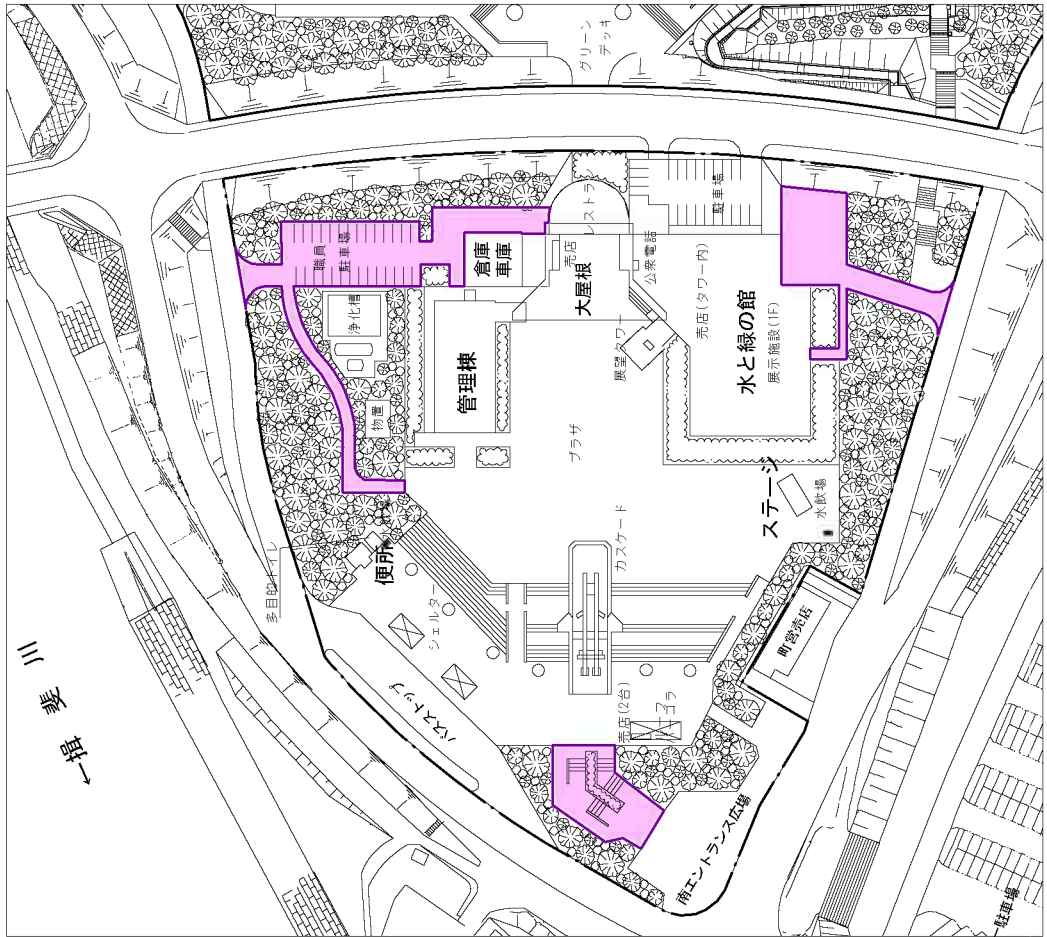 グリーン
デッキ
レストラン
駐車場
職員
駐車場
倉庫
車庫
売店
大屋根
公衆電話
売店(タワー内)
浄化槽
管理棟
展望タワー
水と緑の館
展示施設(1F)
物置
プラザ
ステージ
水飲場
カスケード
便所
多目的トイレ
シェルター
町営売店
バスストップ
売店(2台)
←揖斐川
南エントランス広場
駐車場